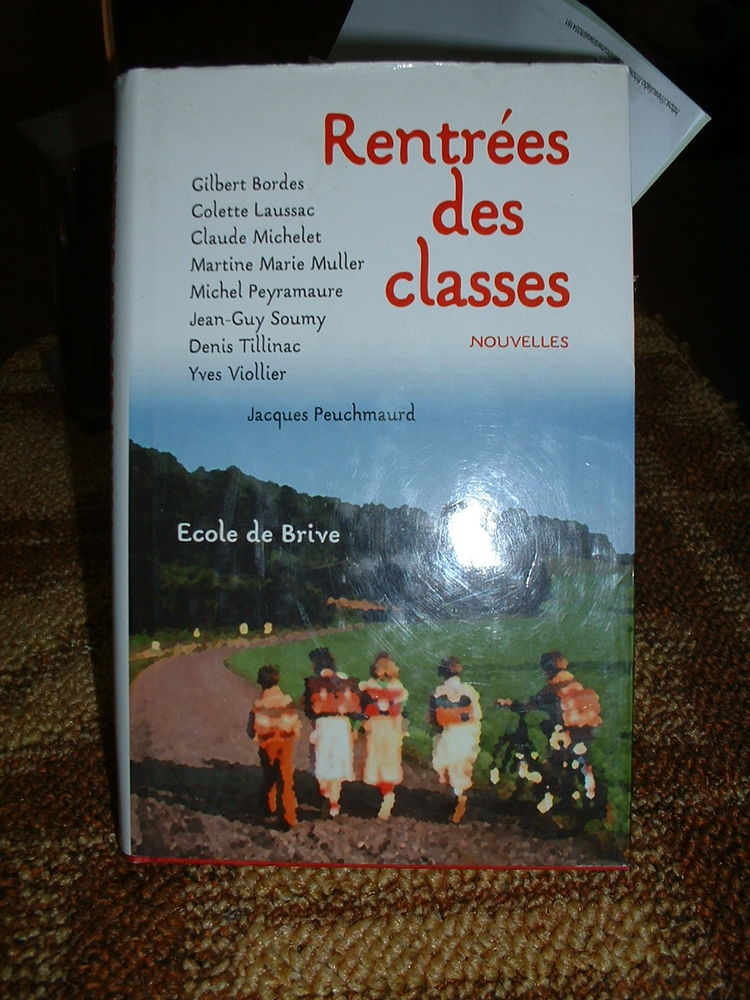 Rentrées
des
classes
NOUVELLES
Gilbert Bordes
Colette Laussac
Claude Michelet
Martine Marie Muller
Michel Peyramaure
Jean-Guy Soumy
Denis Tillinac
Yves Viollier
Jacques Peuchmaurd
Ecole de Brive